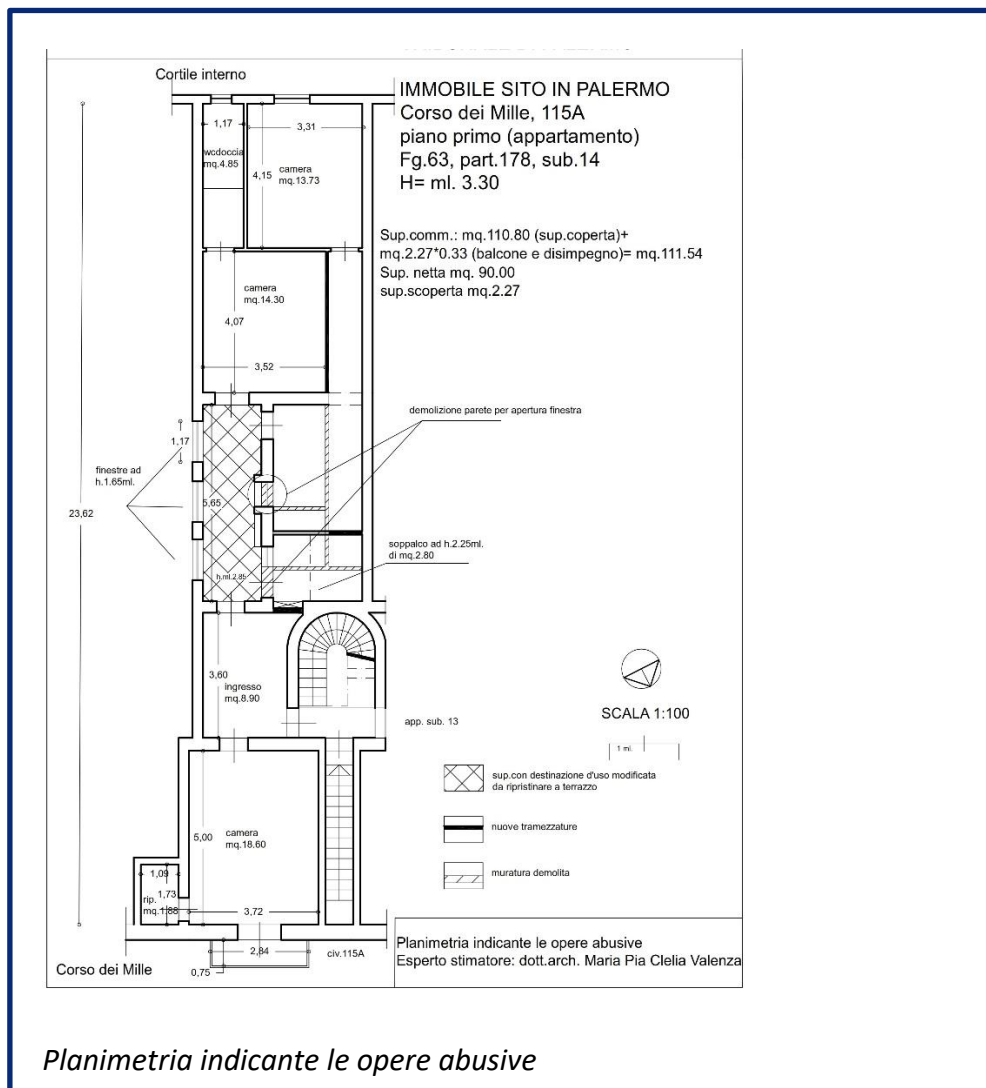 Cortile interno
IMMOBILE SITO IN PALERMO
Corso dei Mille, 115A
piano primo (appartamento)
Fg.63, part.178, sub.14
H= ml. 3.30
Sup.comm.: mq.110.80 (sup.coperta)+
mq.2.27*0.33 (balcone e disimpegno)= mq.111.54
Sup. netta mq. 90.00
sup.scoperta mq.2.27
1,17
3,31
wcdoccia
mq.4.85
camera
mq.13.73
4,15
camera
mq.14.30
4,07
3,52
demolizione parete per apertura finestra
1,17
finestre ad
h.1.65ml.
5,65
23,62
soppalco ad h.2.25ml.
di mq.2.80
h.ml.2.85
3,60
ingresso
mq.8.90
app. sub. 13
SCALA 1:100
1 ml.
sup.con destinazione d'uso modificata
da ripristinare a terrazzo
nuove tramezzature
muratura demolita
5,00
camera
mq.18.60
1,09
1,73
rip.
mq.1.88
3,72
2,84
civ.115A
0,75
Corso dei Mille
Planimetria indicante le opere abusive
Esperto stimatore: dott.arch. Maria Pia Clelia Valenza
Planimetria indicante le opere abusive